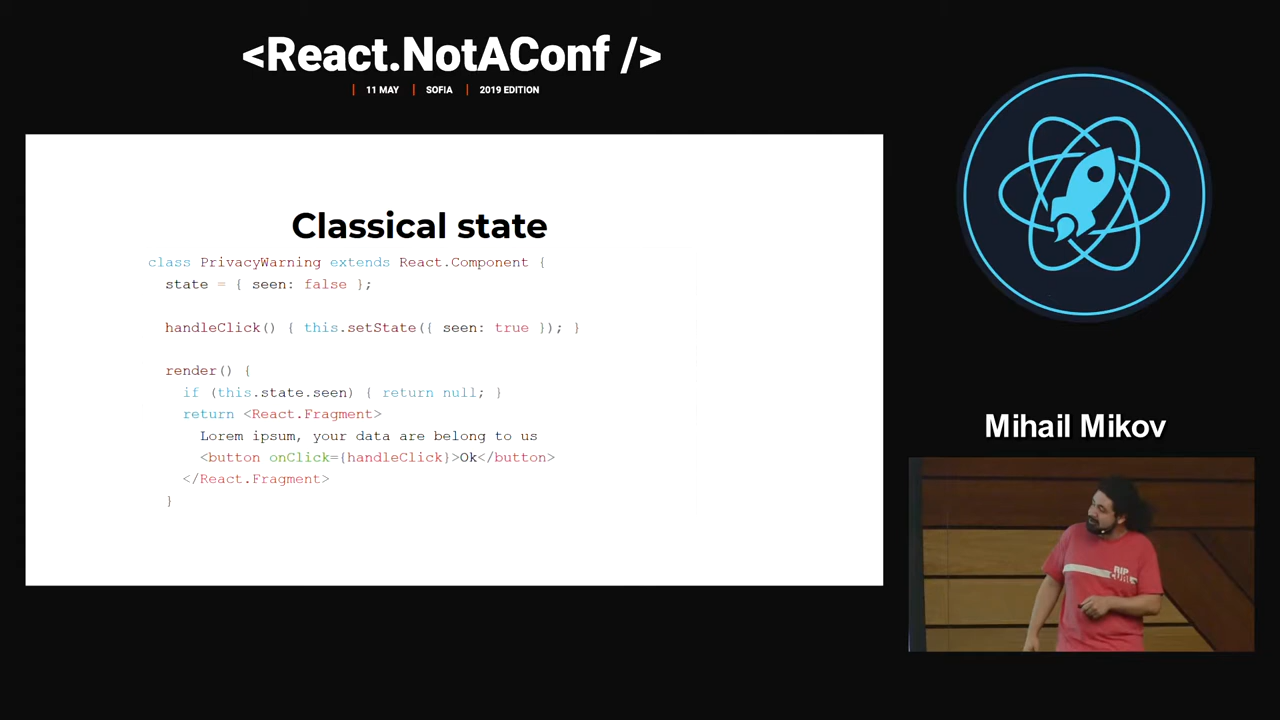 <React.NotAConf />
| 11 MAY | SOFIA | 2019 EDITION
Classical state
class PrivacyWarning extends React.Component {
state = { seen: false };
handleClick() { this.setState({ seen: true }); }
render() {
if (this.state.seen) { return null; }
return <React.Fragment>
Lorem ipsum, your data are belong to us
<button onClick={handleClick}>Ok</button>
</React.Fragment>
}
Mihail Mikov
RIP
CURL